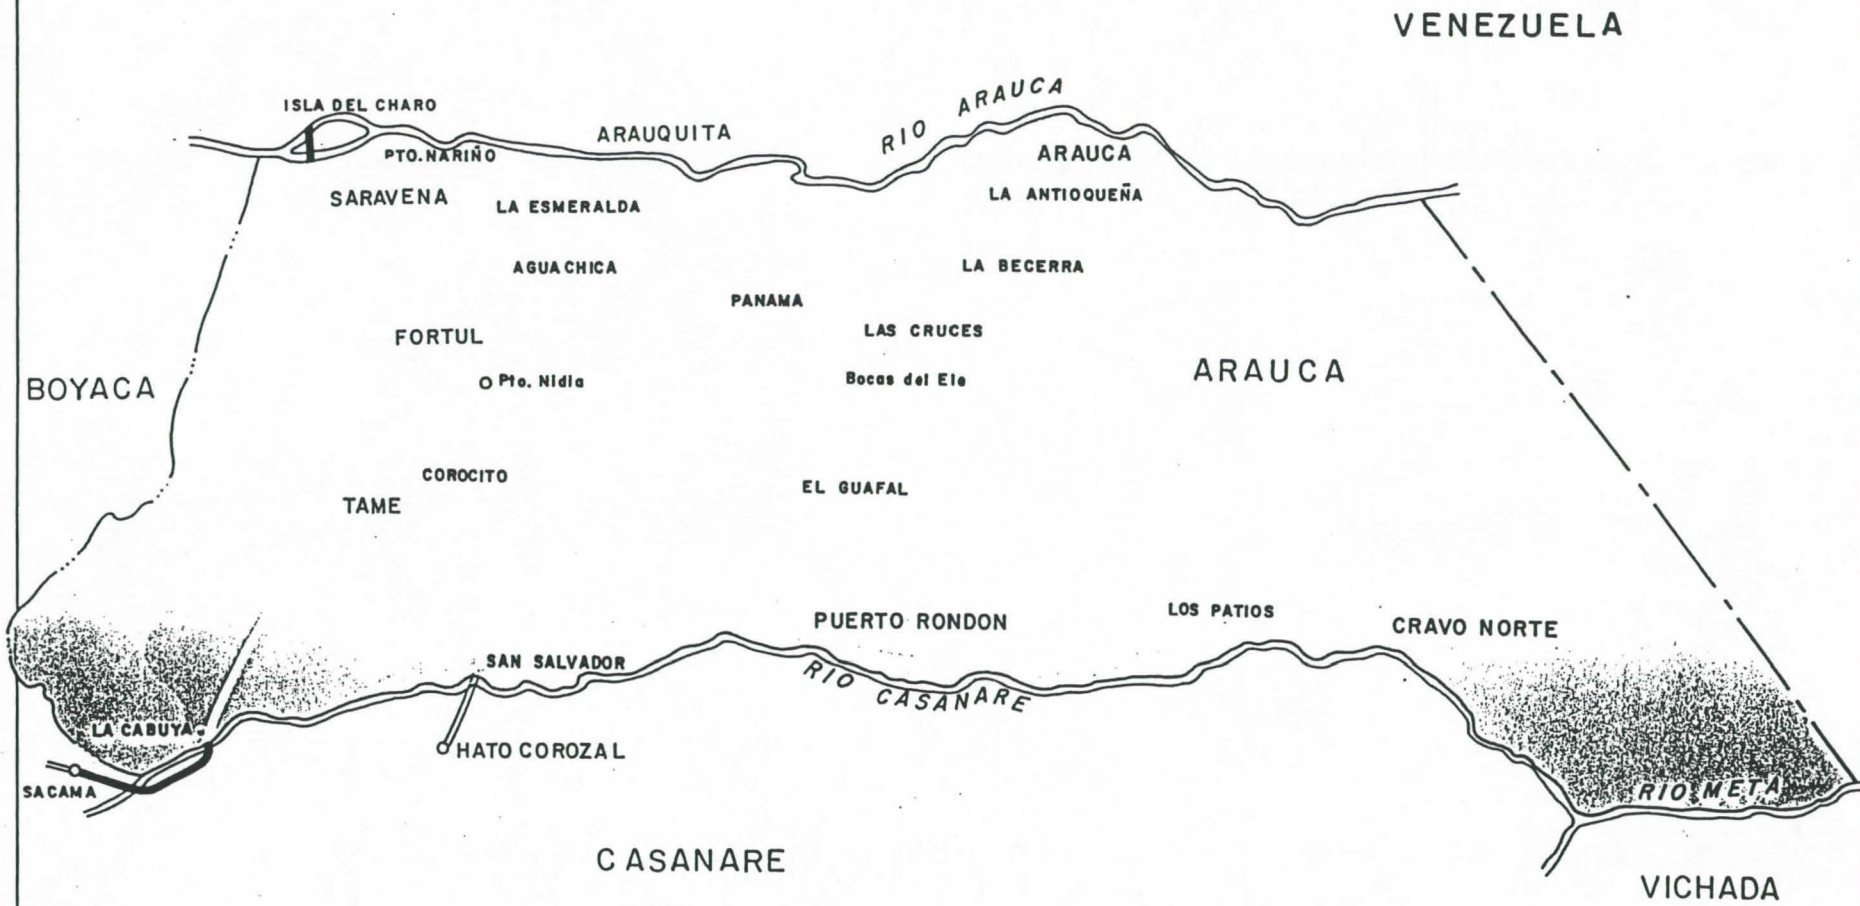 VENEZUELA
ISLA DEL CHARO
RIO ARAUCA
ARAUQUITA
PTO. NARIÑO
ARAUCA
SARAVENA
LA ESMERALDA
LA ANTIOQUEÑA
AGUACHICA
LA BECERRA
PANAMA
LAS CRUCES
FORTUL
BOYACA
Pto. Nidia
Bocas del Ele
ARAUCA
COROCITO
TAME
EL GUAFAL
PUERTO RONDON
LOS PATIOS
CRAVO NORTE
SAN SALVADOR
RIO CASANARE
LA CABUYA
HATO COROZAL
SACAMA
RIO META
CASANARE
VICHADA